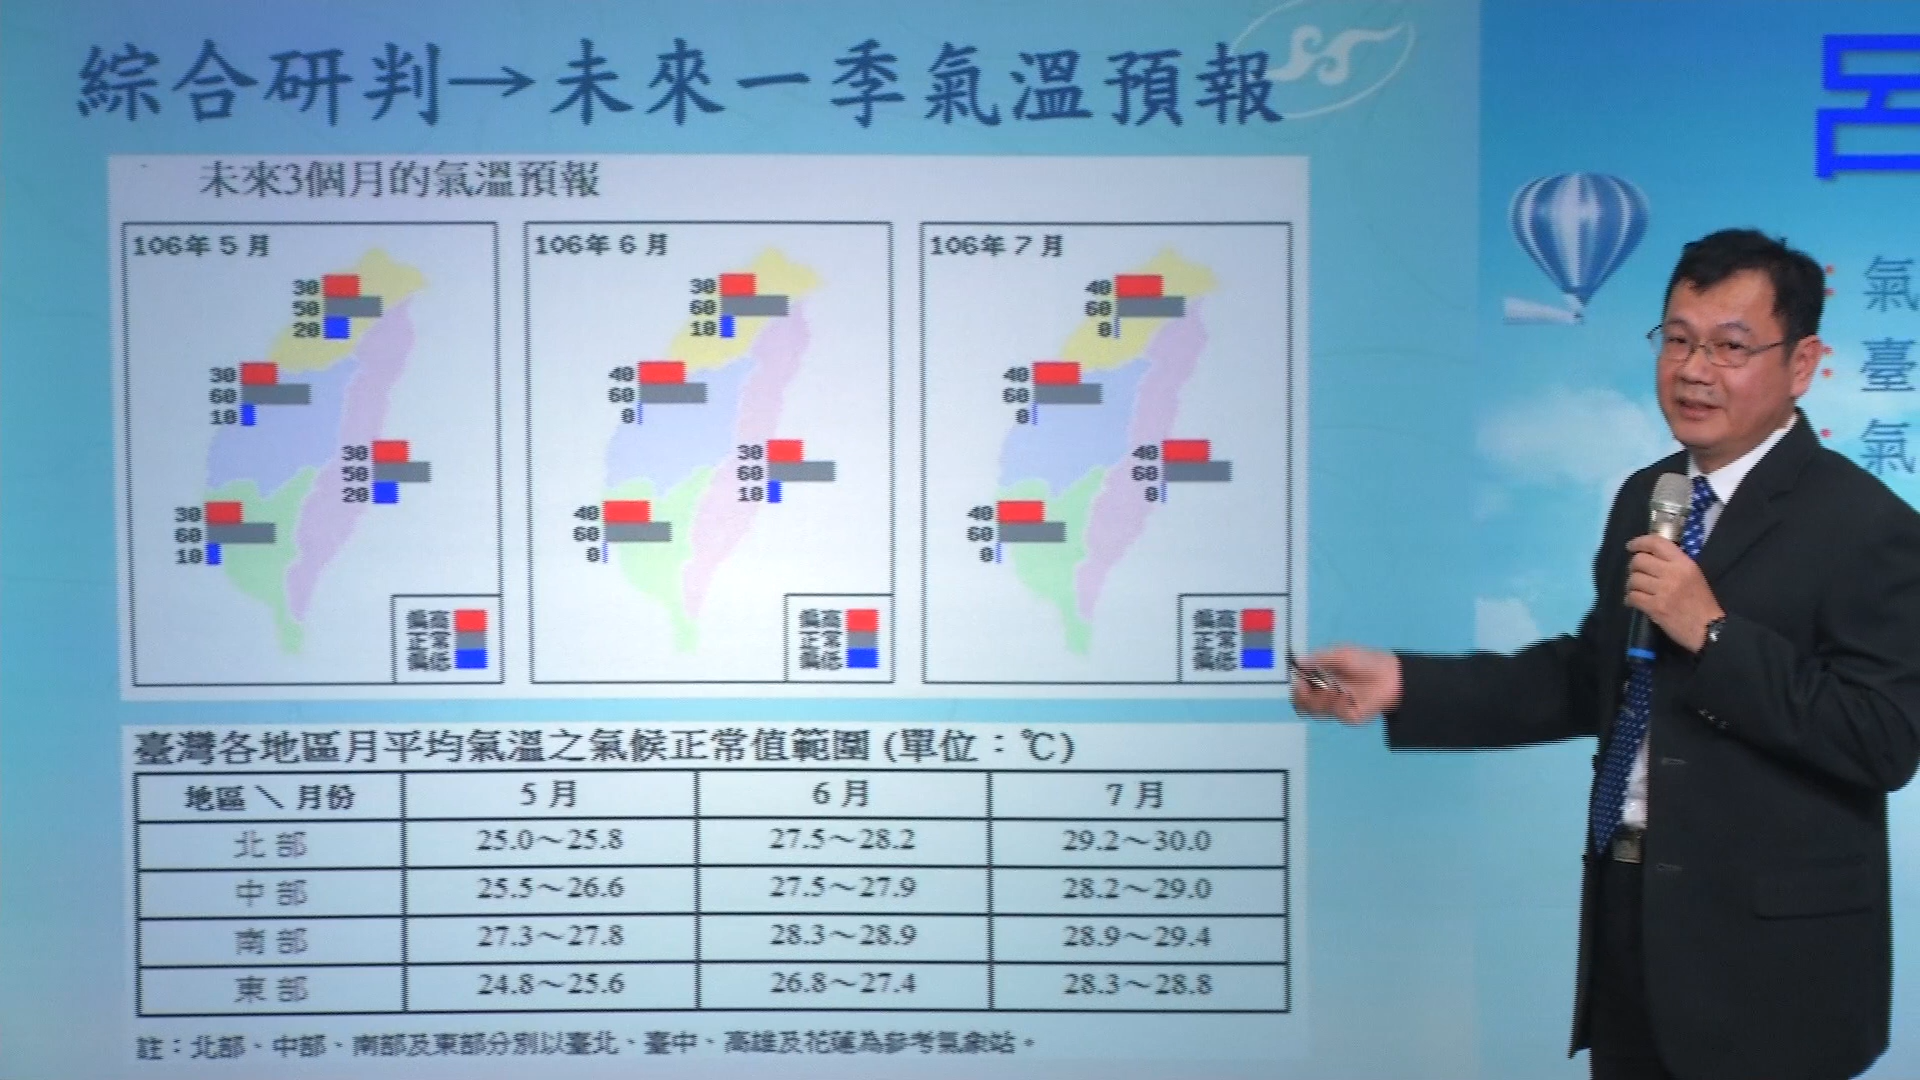 綜合研判→未來一季氣溫預報
未來3個月的氣溫預報
106年 5 月
30
50
20
30
60
10
30
50
20
30
60
10
偏高
正常
偏低
106年 6 月
30
60
10
40
60
0
30
60
10
40
60
0
偏高
正常
偏低
106年 7 月
40
60
0
40
60
0
40
60
0
40
60
0
偏高
正常
偏低
臺灣各地區月平均氣溫之氣候正常值範圍 (單位：℃)
地區 \ 月份 5 月 6 月 7 月
北 部 25.0～25.8 27.5～28.2 29.2～30.0
中 部 25.5～26.6 27.5～27.9 28.2～29.0
南 部 27.3～27.8 28.3～28.9 28.9～29.4
東 部 24.8～25.6 26.8～27.4 28.3～28.8
註：北部、中部、南部及東部分別以臺北、臺中、高雄及花蓮為參考氣象站。
呂
氣
臺
氣